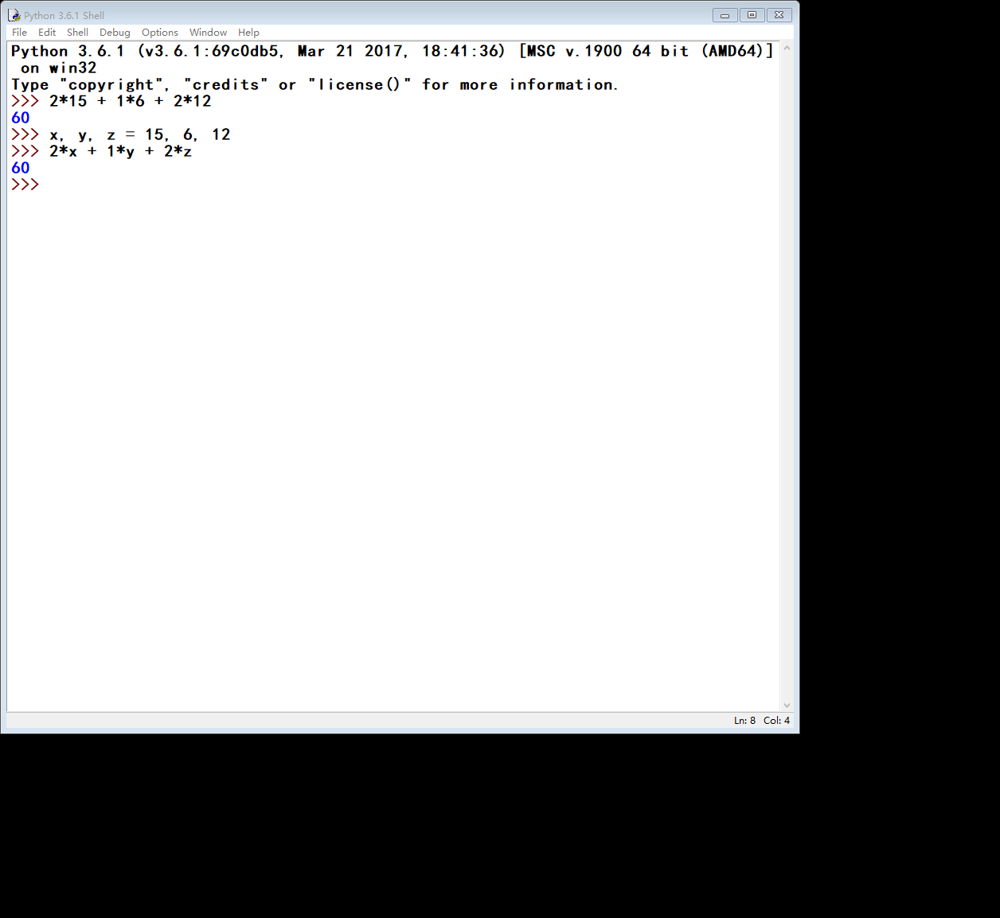 Python 3.6.1 Shell
File Edit Shell Debug Options Window Help
Python 3.6.1 (v3.6.1:69c0db5, Mar 21 2017, 18:41:36) [MSC v.1900 64 bit (AMD64)]
on win32
Type "copyright", "credits" or "license()" for more information.
>>> 2*15 + 1*6 + 2*12
60
>>> x, y, z = 15, 6, 12
>>> 2*x + 1*y + 2*z
60
>>>
Ln: 8 Col: 4